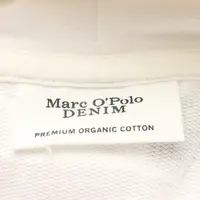 Marc O'Polo
DENIM
PREMIUM ORGANIC COTTON